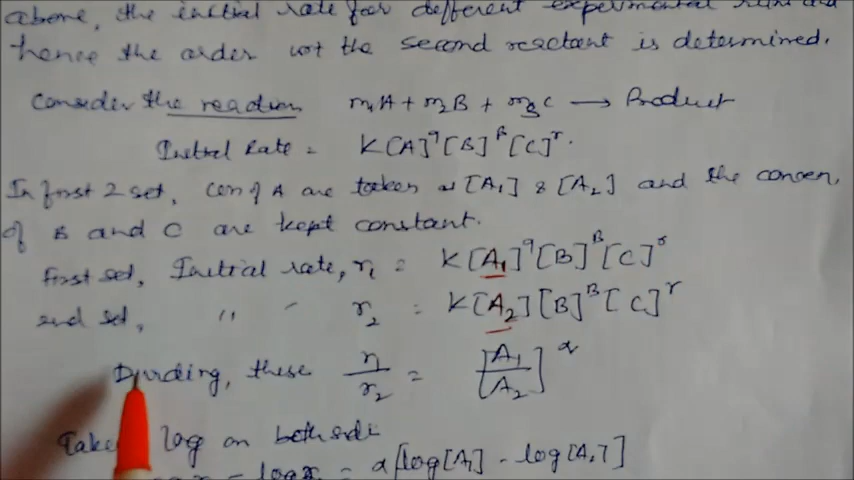 above, the initial rate for different experimental runs and
hence the order wrt the second reactant is determined.
Consider the reaction m₁A + m₂B + m₃C → Product
Initial Rate = K[A]^α[B]^β[C]^r.
In first 2 set, con of A are taken as [A₁] & [A₂] and the concen,
of B and C are kept constant.
First set, Initial rate, r₁ = K[A₁]^α[B]^β[C]^r
2nd set, " " r₂ = K[A₂][B]^β[C]^r
Dividing, these r₁/r₂ = [A₁/A₂]^α
Take log on both side
= α[log[A₁] - log[A₂]]